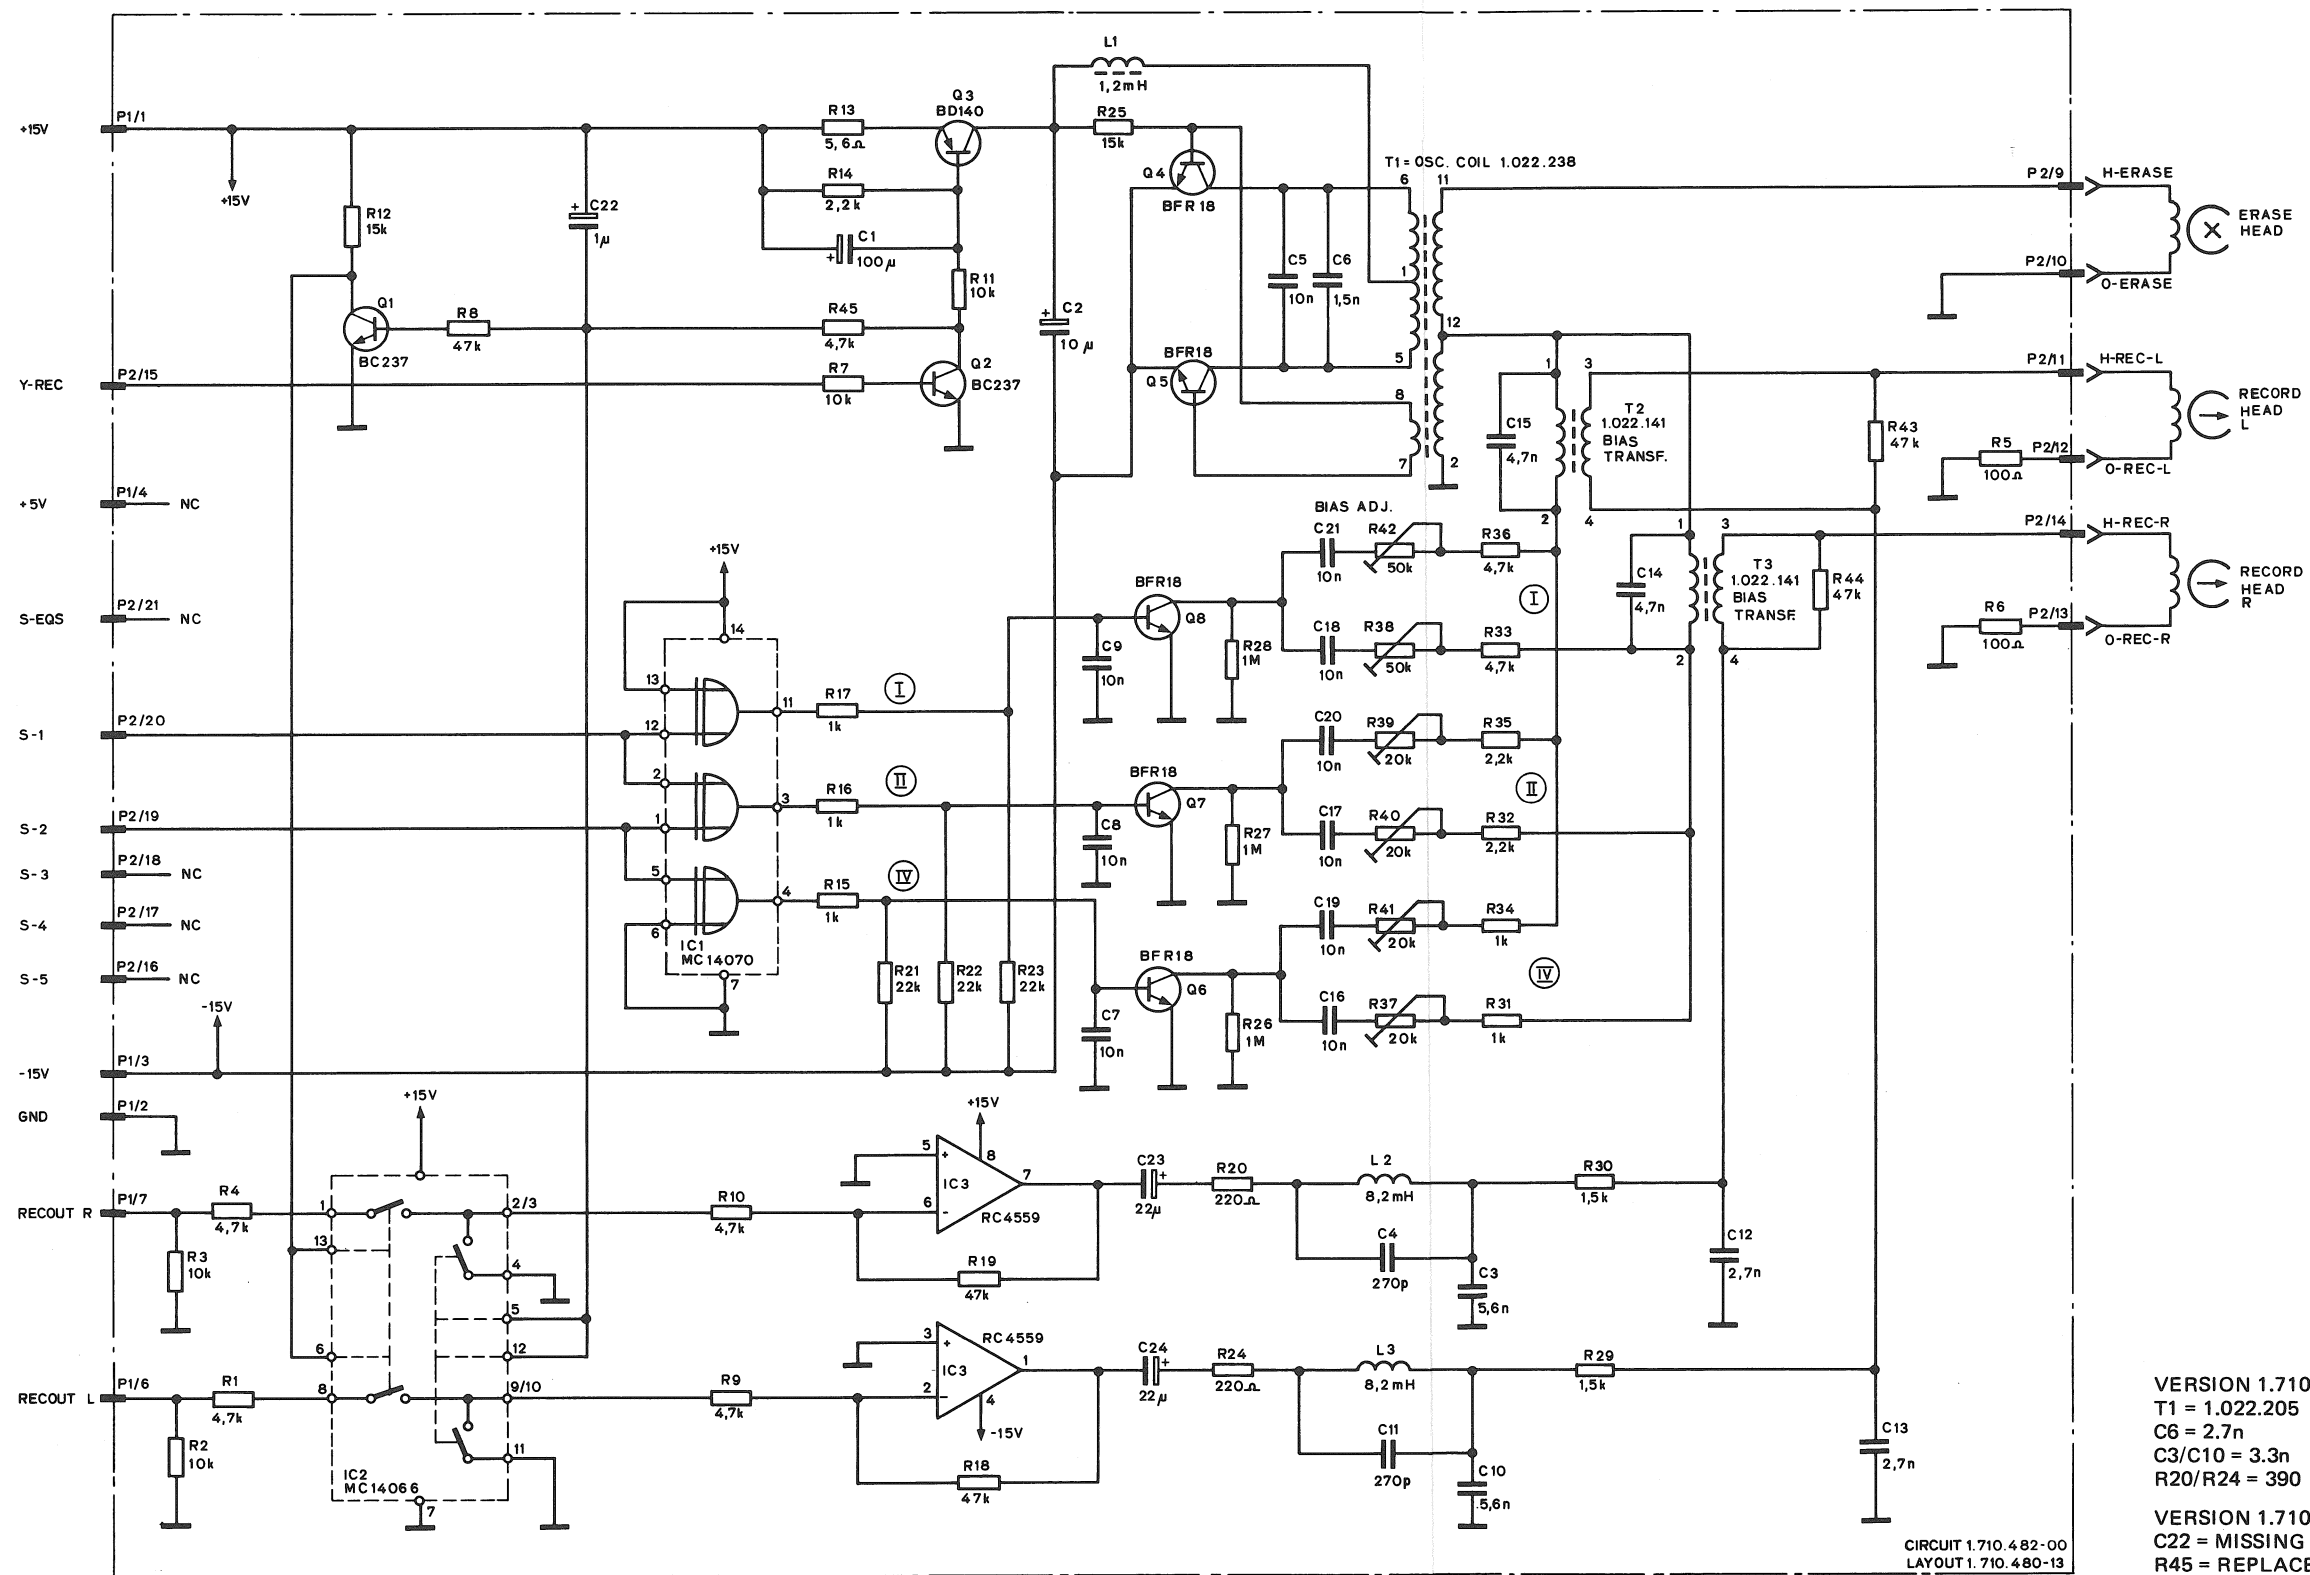 L1
1,2mH
Q3
BD140
+15V
P1/1
R13
5,6Ω
R25
15k
T1 = OSC. COIL 1.022.238
Q4
BFR 18
6
11
P 2/9
H-ERASE
ERASE
HEAD
+15V
R14
2,2k
R12
15k
+
C22
1µ
C1
+
100µ
R11
10k
C5
10n
C6
1,5n
1
P2/10
O-ERASE
Q1
BC237
R8
47k
R45
4,7k
+
C2
10µ
12
Y-REC
P2/15
R7
10k
Q2
BC237
BFR18
Q5
5
8
7
2
1
3
C15
4,7n
T2
1.022.141
BIAS
TRANSF.
2
4
P2/11
H-REC-L
RECORD
HEAD
L
R43
47k
R5
100Ω
P2/12
O-REC-L
+5V
P1/4
NC
BIAS ADJ.
C21
10n
R42
50k
R36
4,7k
1
3
P2/14
H-REC-R
+15V
14
BFR18
Q8
I
C14
4,7n
T3
1.022.141
BIAS
TRANSF.
R44
47k
RECORD
HEAD
R
S-EQS
P2/21
NC
C9
10n
R28
1M
C18
10n
R38
50k
R33
4,7k
2
4
R6
100Ω
P2/13
O-REC-R
13
12
11
R17
1k
I
S-1
P2/20
C20
10n
R39
20k
R35
2,2k
2
1
3
R16
1k
II
BFR18
Q7
II
S-2
P2/19
C8
10n
R27
1M
C17
10n
R40
20k
R32
2,2k
S-3
P2/18
NC
5
6
4
R15
1k
IV
S-4
P2/17
NC
IC1
MC14070
7
C19
10n
R41
20k
R34
1k
S-5
P2/16
NC
R21
22k
R22
22k
R23
22k
BFR18
Q6
IV
-15V
C7
10n
R26
1M
C16
10n
R37
20k
R31
1k
-15V
P1/3
GND
P1/2
+15V
+15V
5
+
8
IC3
7
6
-
RC4559
C23
+
22µ
R20
220Ω
L2
8,2mH
R30
1,5k
RECOUT R
P1/7
R4
4,7k
1
2/3
R10
4,7k
R3
10k
13
4
R19
47k
C4
270p
C3
5,6n
C12
2,7n
5
6
12
3
+
RC4559
IC3
1
2
-
4
-15V
C24
+
22µ
R24
220Ω
L3
8,2mH
R29
1,5k
RECOUT L
P1/6
R1
4,7k
8
9/10
R9
4,7k
R2
10k
11
IC2
MC14066
7
R18
47k
C11
270p
C10
5,6n
C13
2,7n
VERSION 1.710
T1 = 1.022.205
C6 = 2.7n
C3/C10 = 3.3n
R20/R24 = 390
VERSION 1.710
C22 = MISSING
R45 = REPLACE
CIRCUIT 1.710.482-00
LAYOUT 1.710.480-13